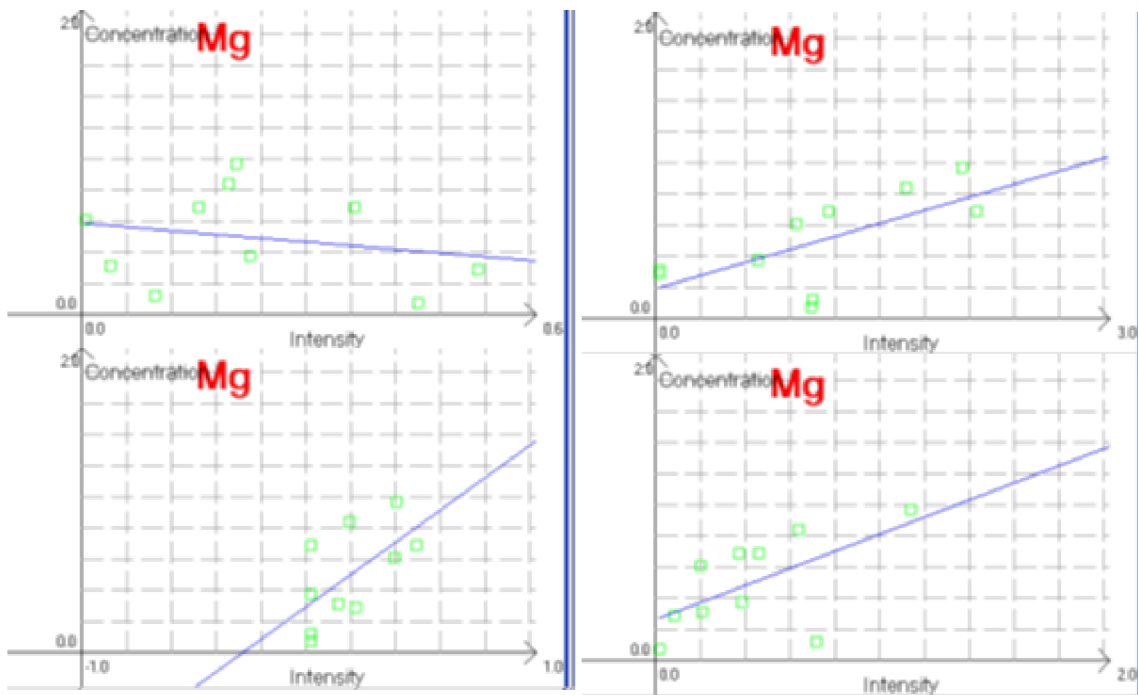 2.0 Concentration Mg
0.0
0.0 0.6
Intensity
2.0 Concentration Mg
0.0
0.0 3.0
Intensity
2.0 Concentration Mg
0.0
-1.0 1.0
Intensity
2.0 Concentration Mg
0.0
0.0 2.0
Intensity